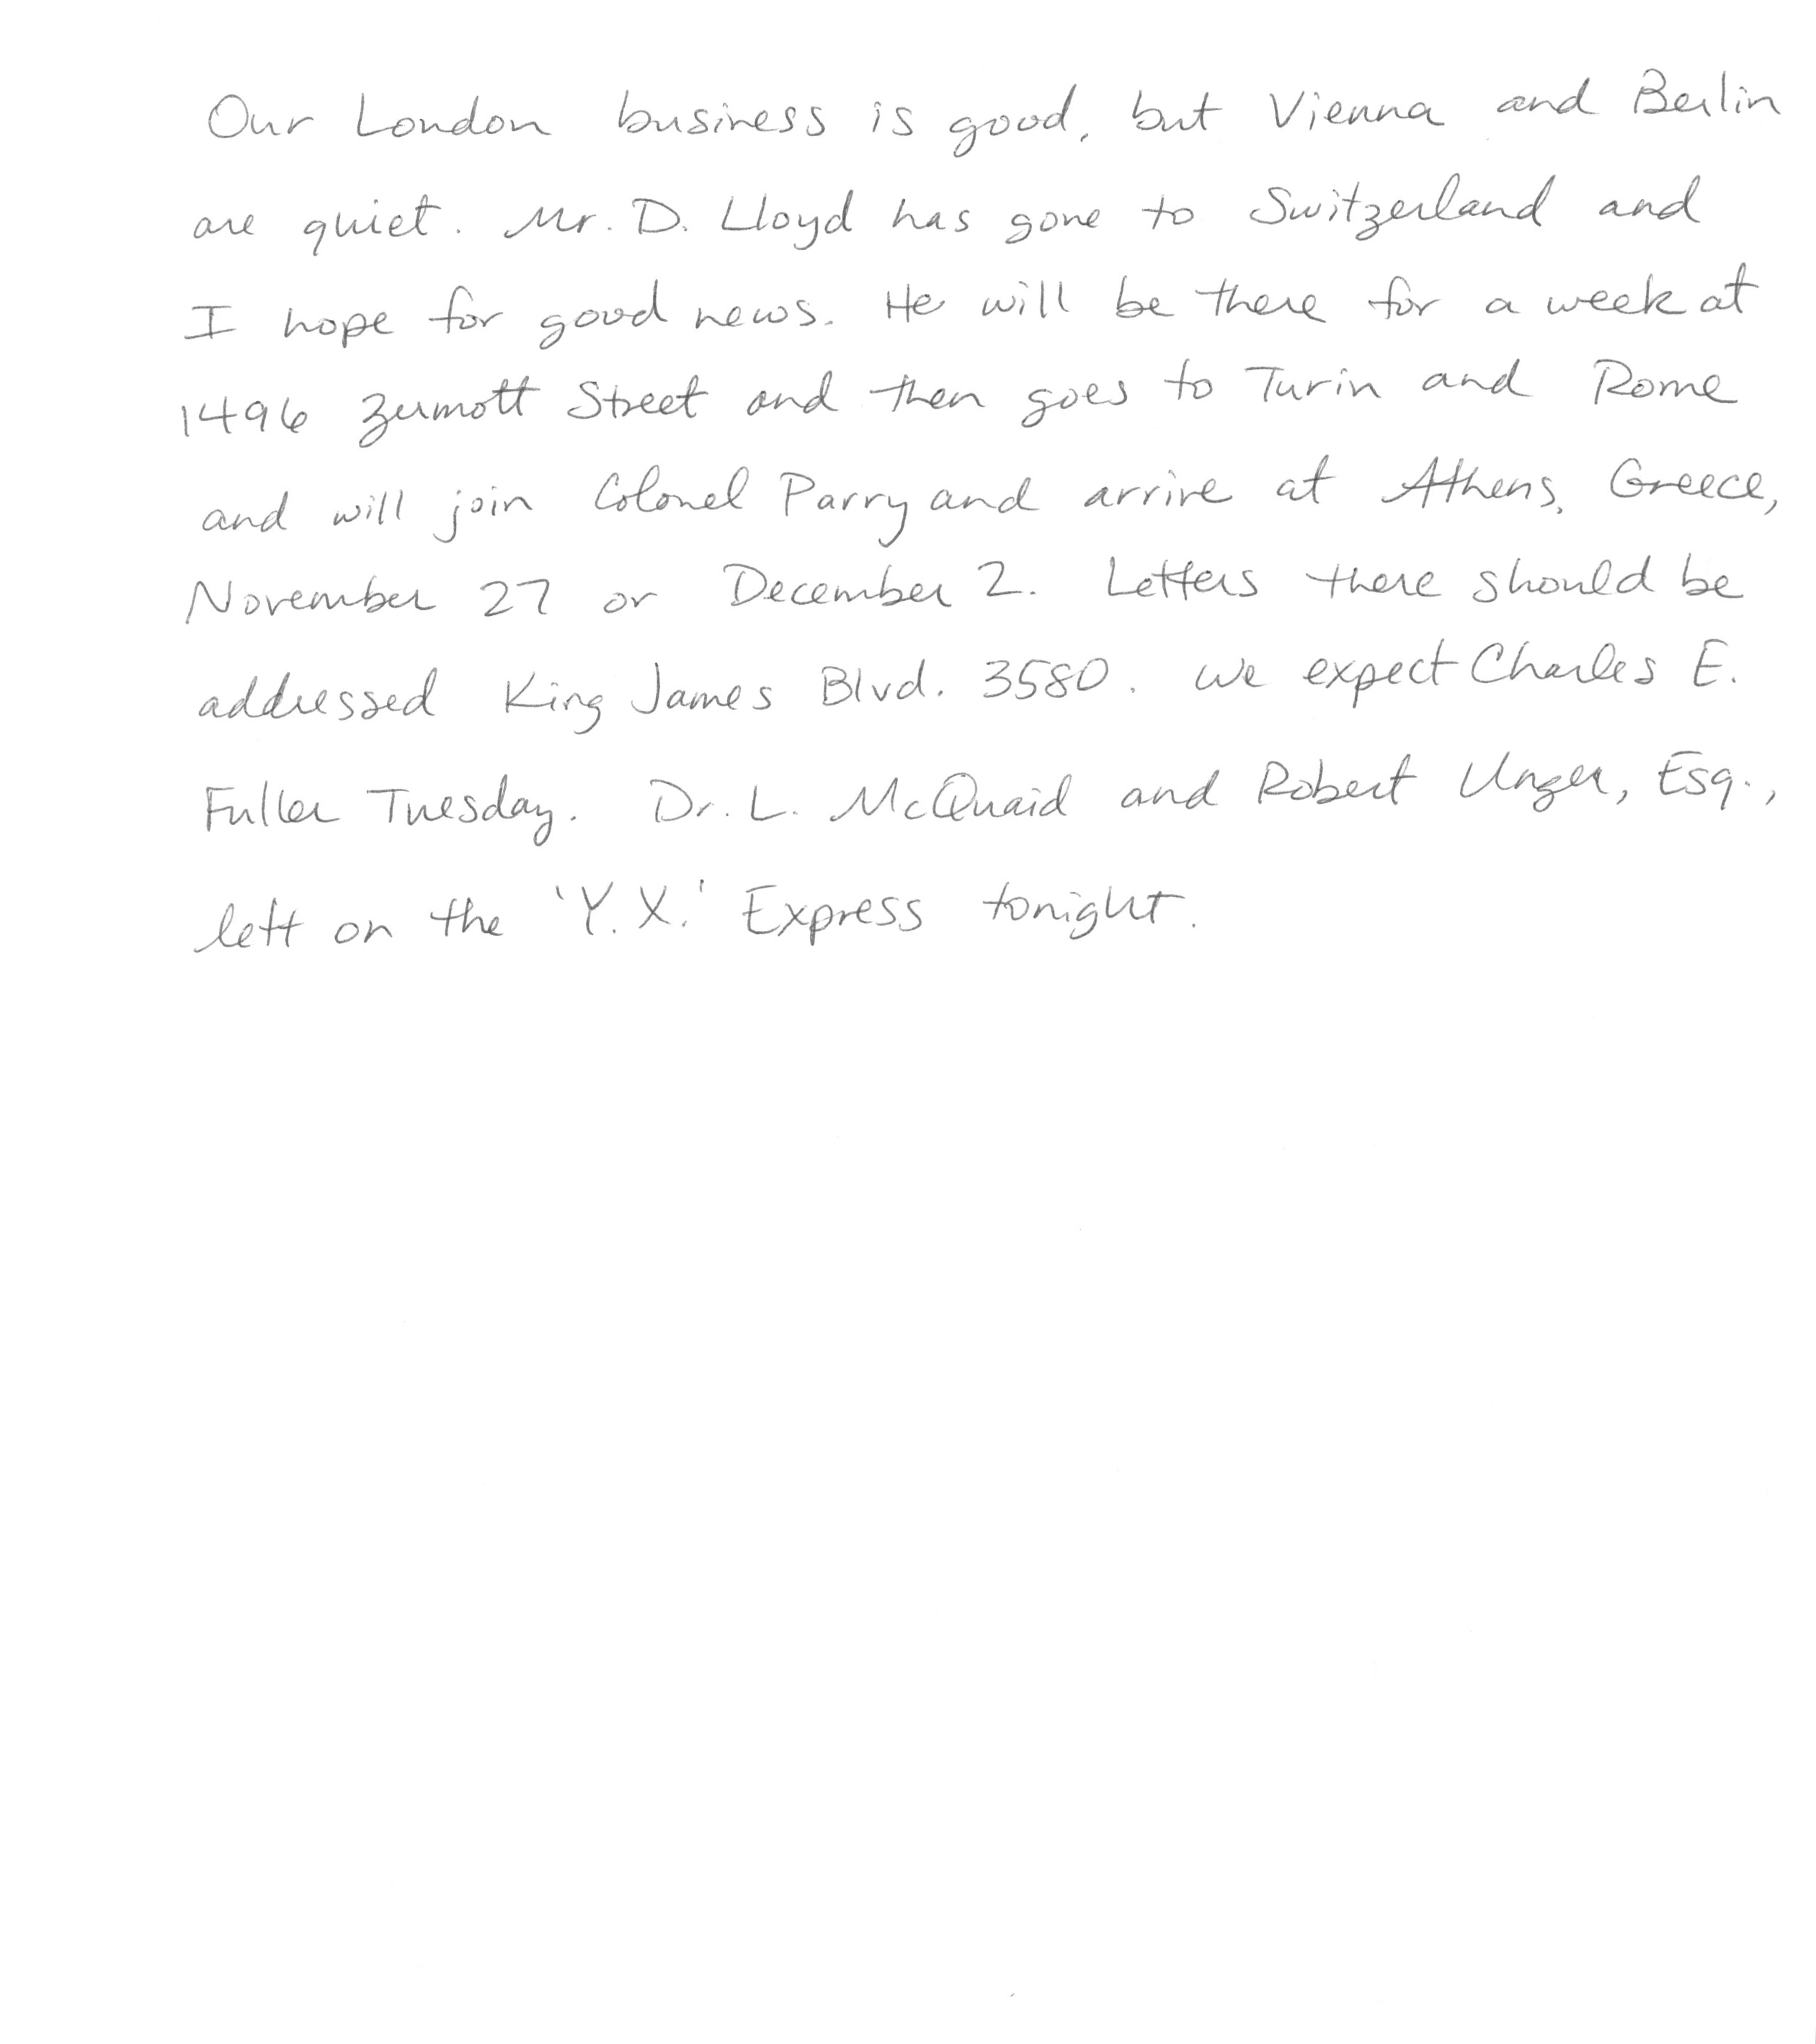 Our London business is good, but Vienna and Berlin
are quiet. Mr. D. Lloyd has gone to Switzerland and
I hope for good news. He will be there for a week at
1496 Zermott Street and then goes to Turin and Rome
and will join Colonel Parry and arrive at Athens, Greece,
November 27 or December 2. Letters there should be
addressed King James Blvd. 3580. We expect Charles E.
Fuller Tuesday. Dr. L. McQuaid and Robert Unger, Esq.,
left on the 'Y.X.' Express tonight.